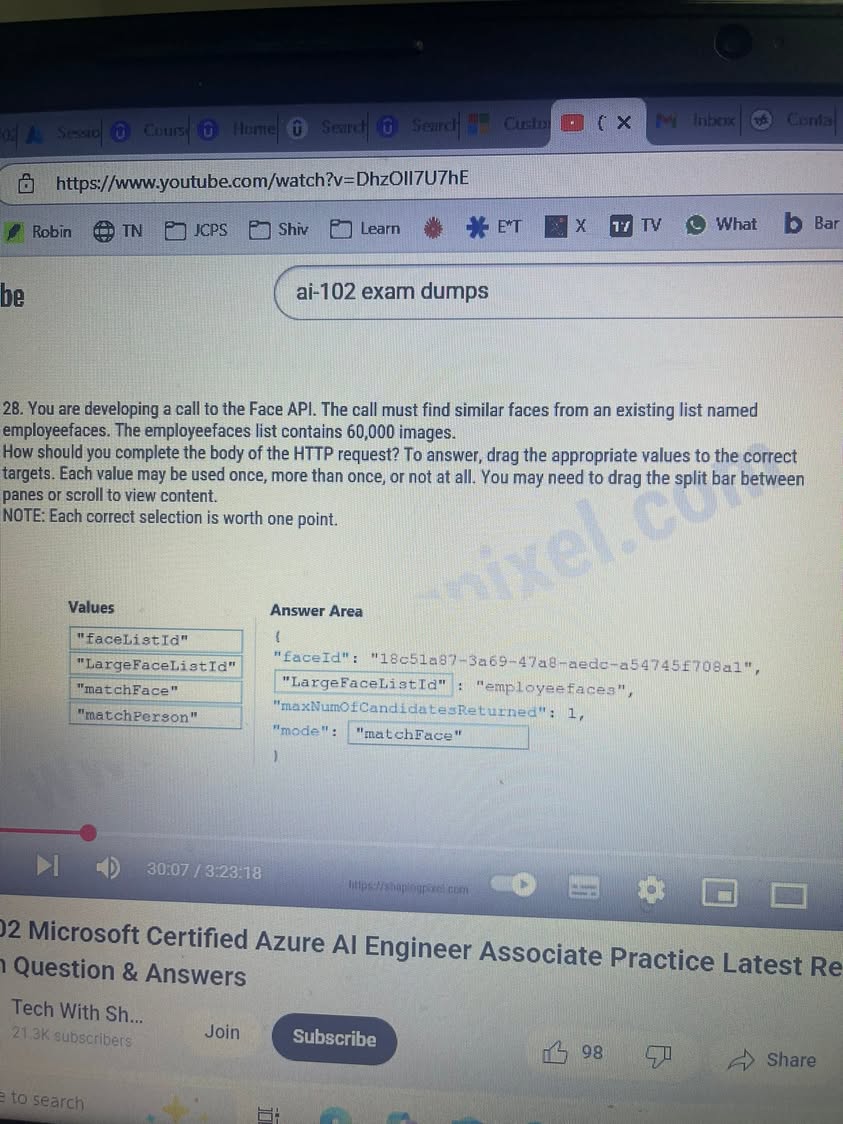 Sessio
Cours
Home
Search
Search
Custo
(
Inbox
Conta
https://www.youtube.com/watch?v=DhzOII7U7hE
Robin
TN
JCPS
Shiv
Learn
E*T
X
17 TV
What
b Bar
be
ai-102 exam dumps
28. You are developing a call to the Face API. The call must find similar faces from an existing list named
employeefaces. The employeefaces list contains 60,000 images.
How should you complete the body of the HTTP request? To answer, drag the appropriate values to the correct
targets. Each value may be used once, more than once, or not at all. You may need to drag the split bar between
panes or scroll to view content.
NOTE: Each correct selection is worth one point.
pixel.com
Values
"faceListId"
"LargeFaceListId"
"matchFace"
"matchPerson"
Answer Area
{
"faceId": "18c51a87-3a69-47a8-aedc-a54745f708a1",
"LargeFaceListId" : "employeefaces",
"maxNumOfCandidatesReturned": 1,
"mode": "matchFace"
}
30:07 / 3:23:18
https://shapingpixel.com
02 Microsoft Certified Azure AI Engineer Associate Practice Latest Re
n Question & Answers
Tech With Sh...
21.3K subscribers
Join
Subscribe
98
Share
e to search